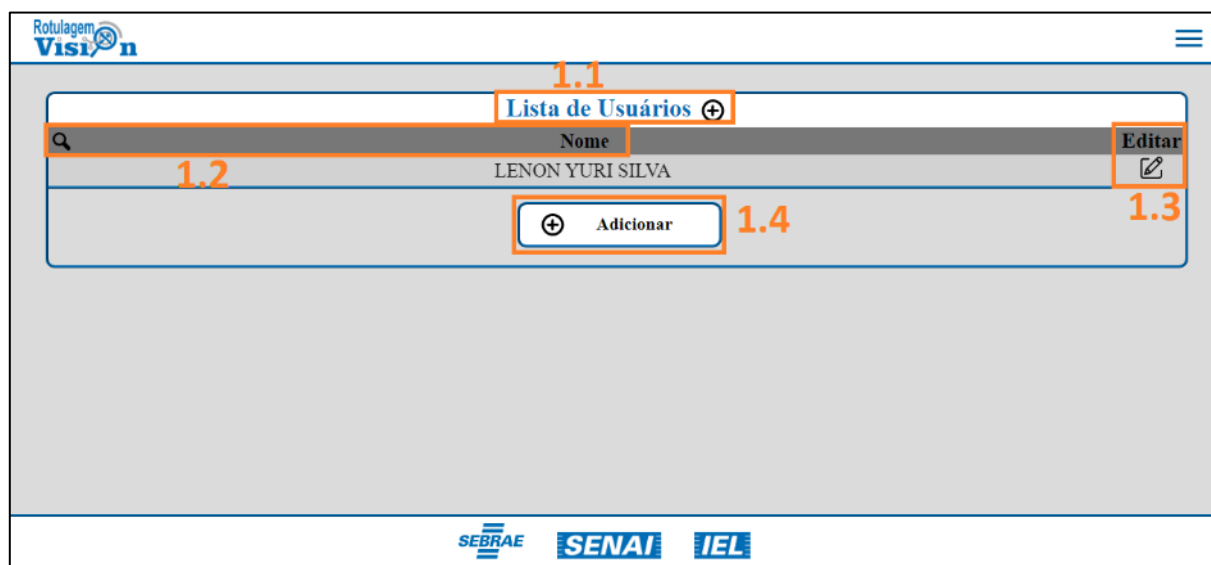 Rotulagem
Vision
1.1
Lista de Usuários
Nome
Editar
1.2
LENON YURI SILVA
1.3
Adicionar
1.4
SEBRAE
SENAI
IEL